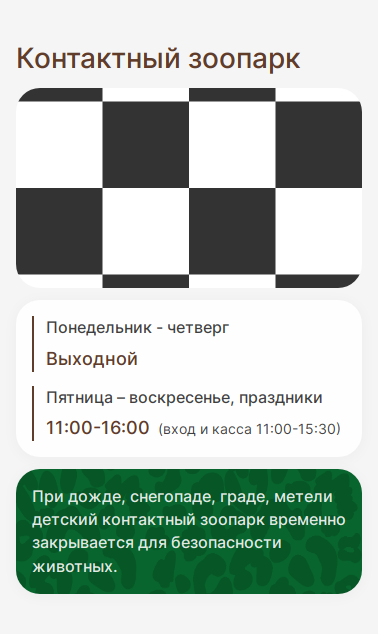 Контактный зоопарк
Понедельник - четверг
Выходной
Пятница – воскресенье, праздники
11:00-16:00 (вход и касса 11:00-15:30)
При дожде, снегопаде, граде, метели
детский контактный зоопарк временно
закрывается для безопасности
животных.